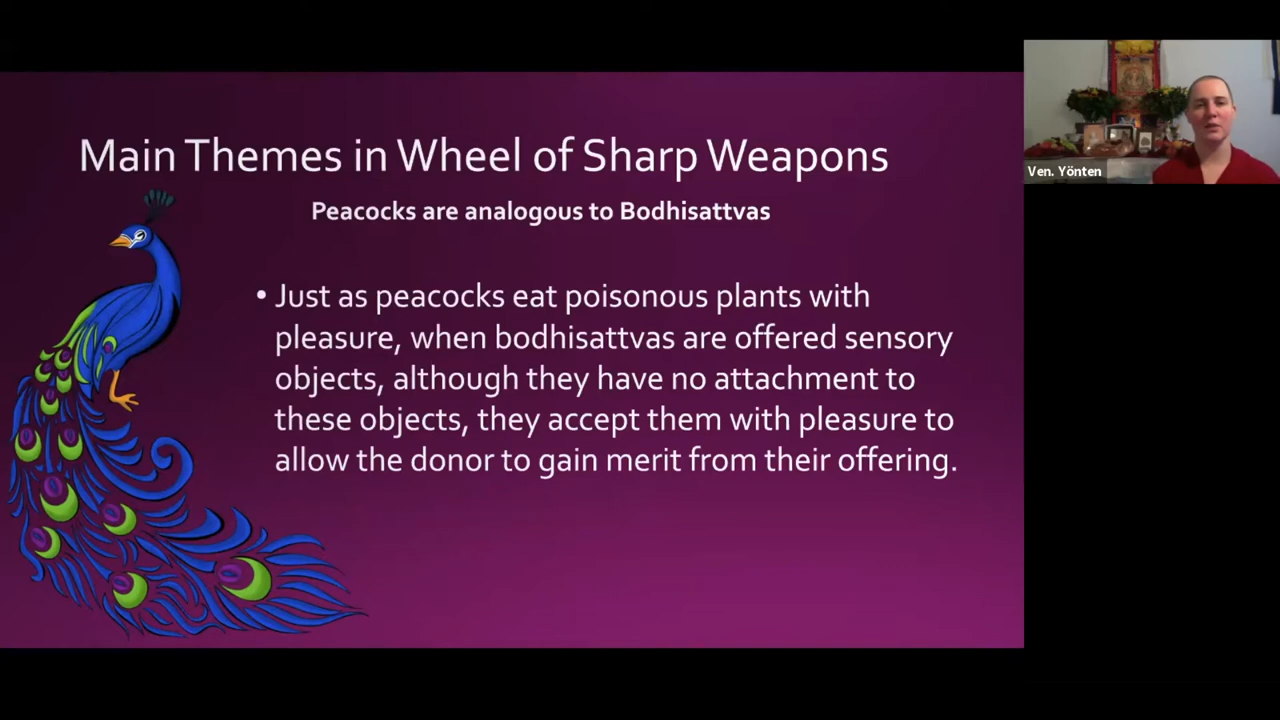 Main Themes in Wheel of Sharp Weapons
Peacocks are analogous to Bodhisattvas
• Just as peacocks eat poisonous plants with
pleasure, when bodhisattvas are offered sensory
objects, although they have no attachment to
these objects, they accept them with pleasure to
allow the donor to gain merit from their offering.
Ven. Yönten